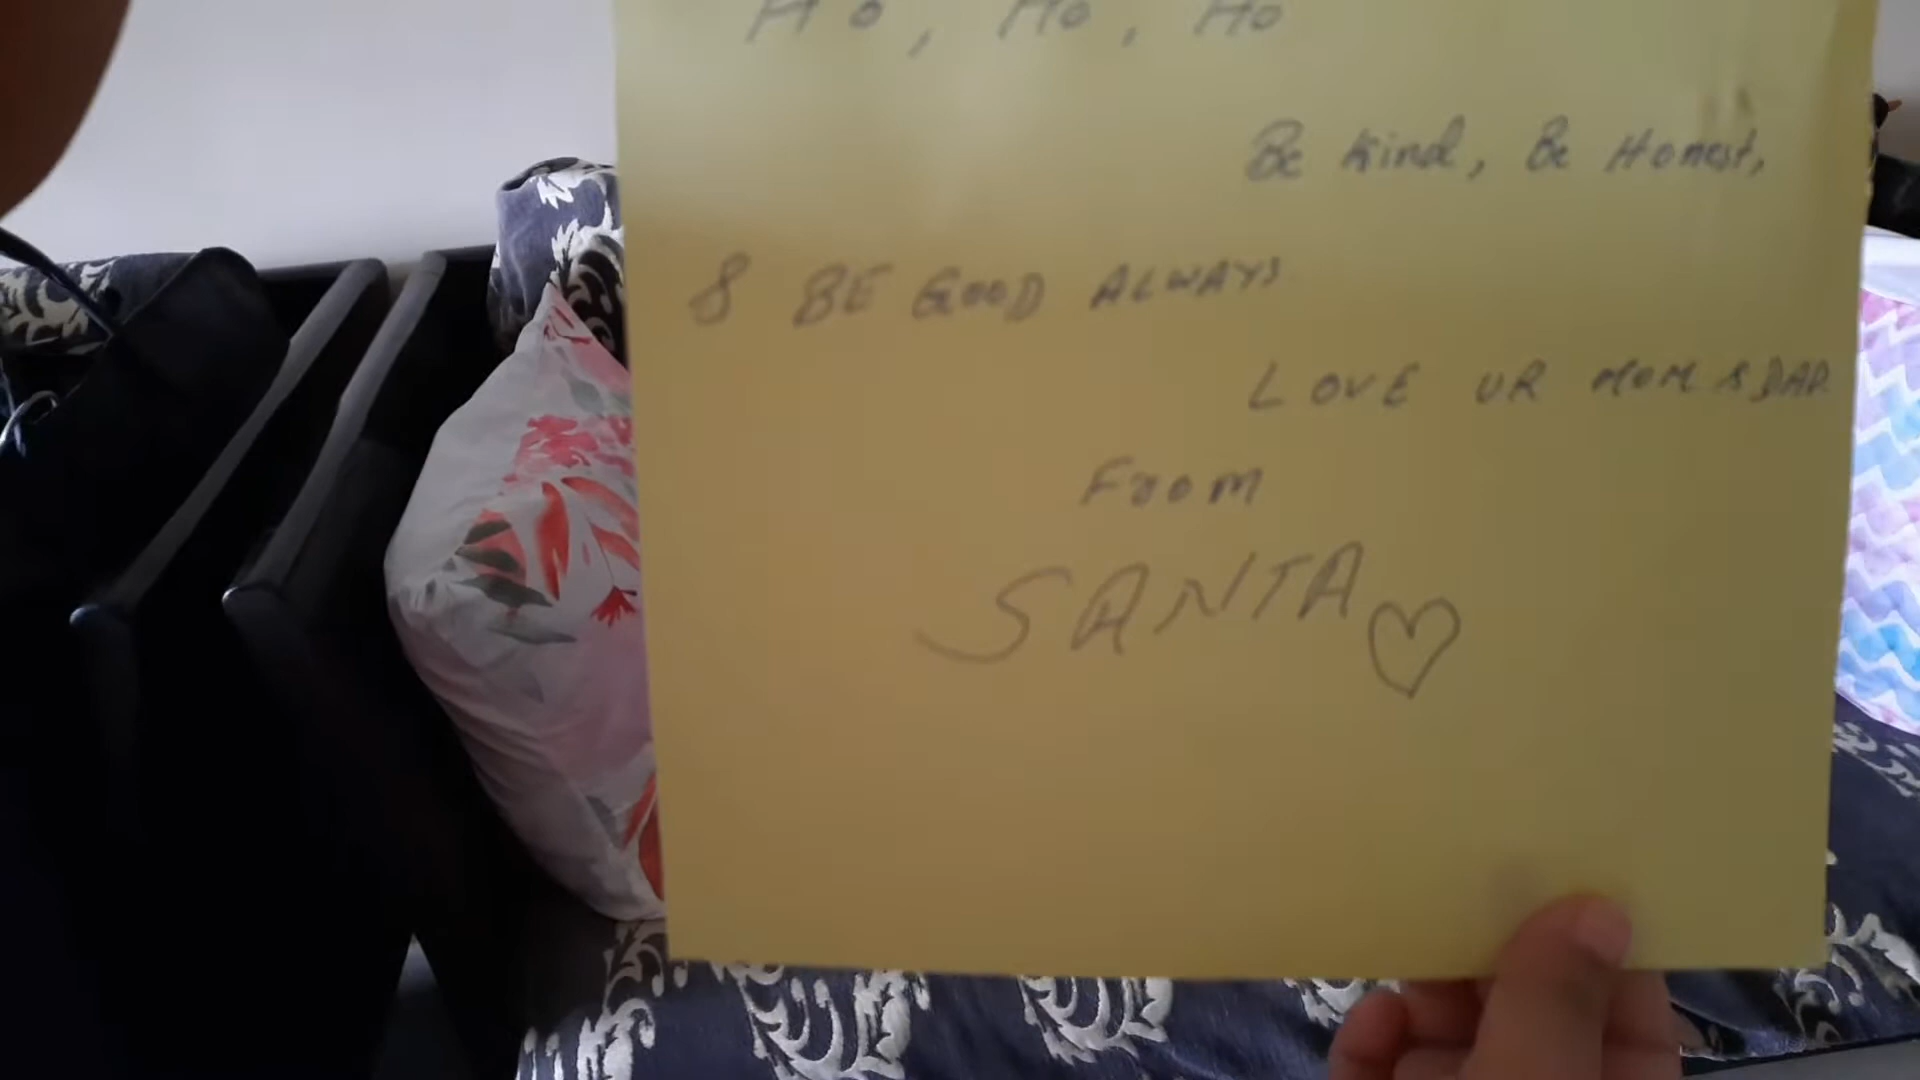 Ho, Ho, Ho
Be kind, Be Honest,
& BE GOOD ALWAYS
LOVE UR MOM & DAD.
From
SANTA